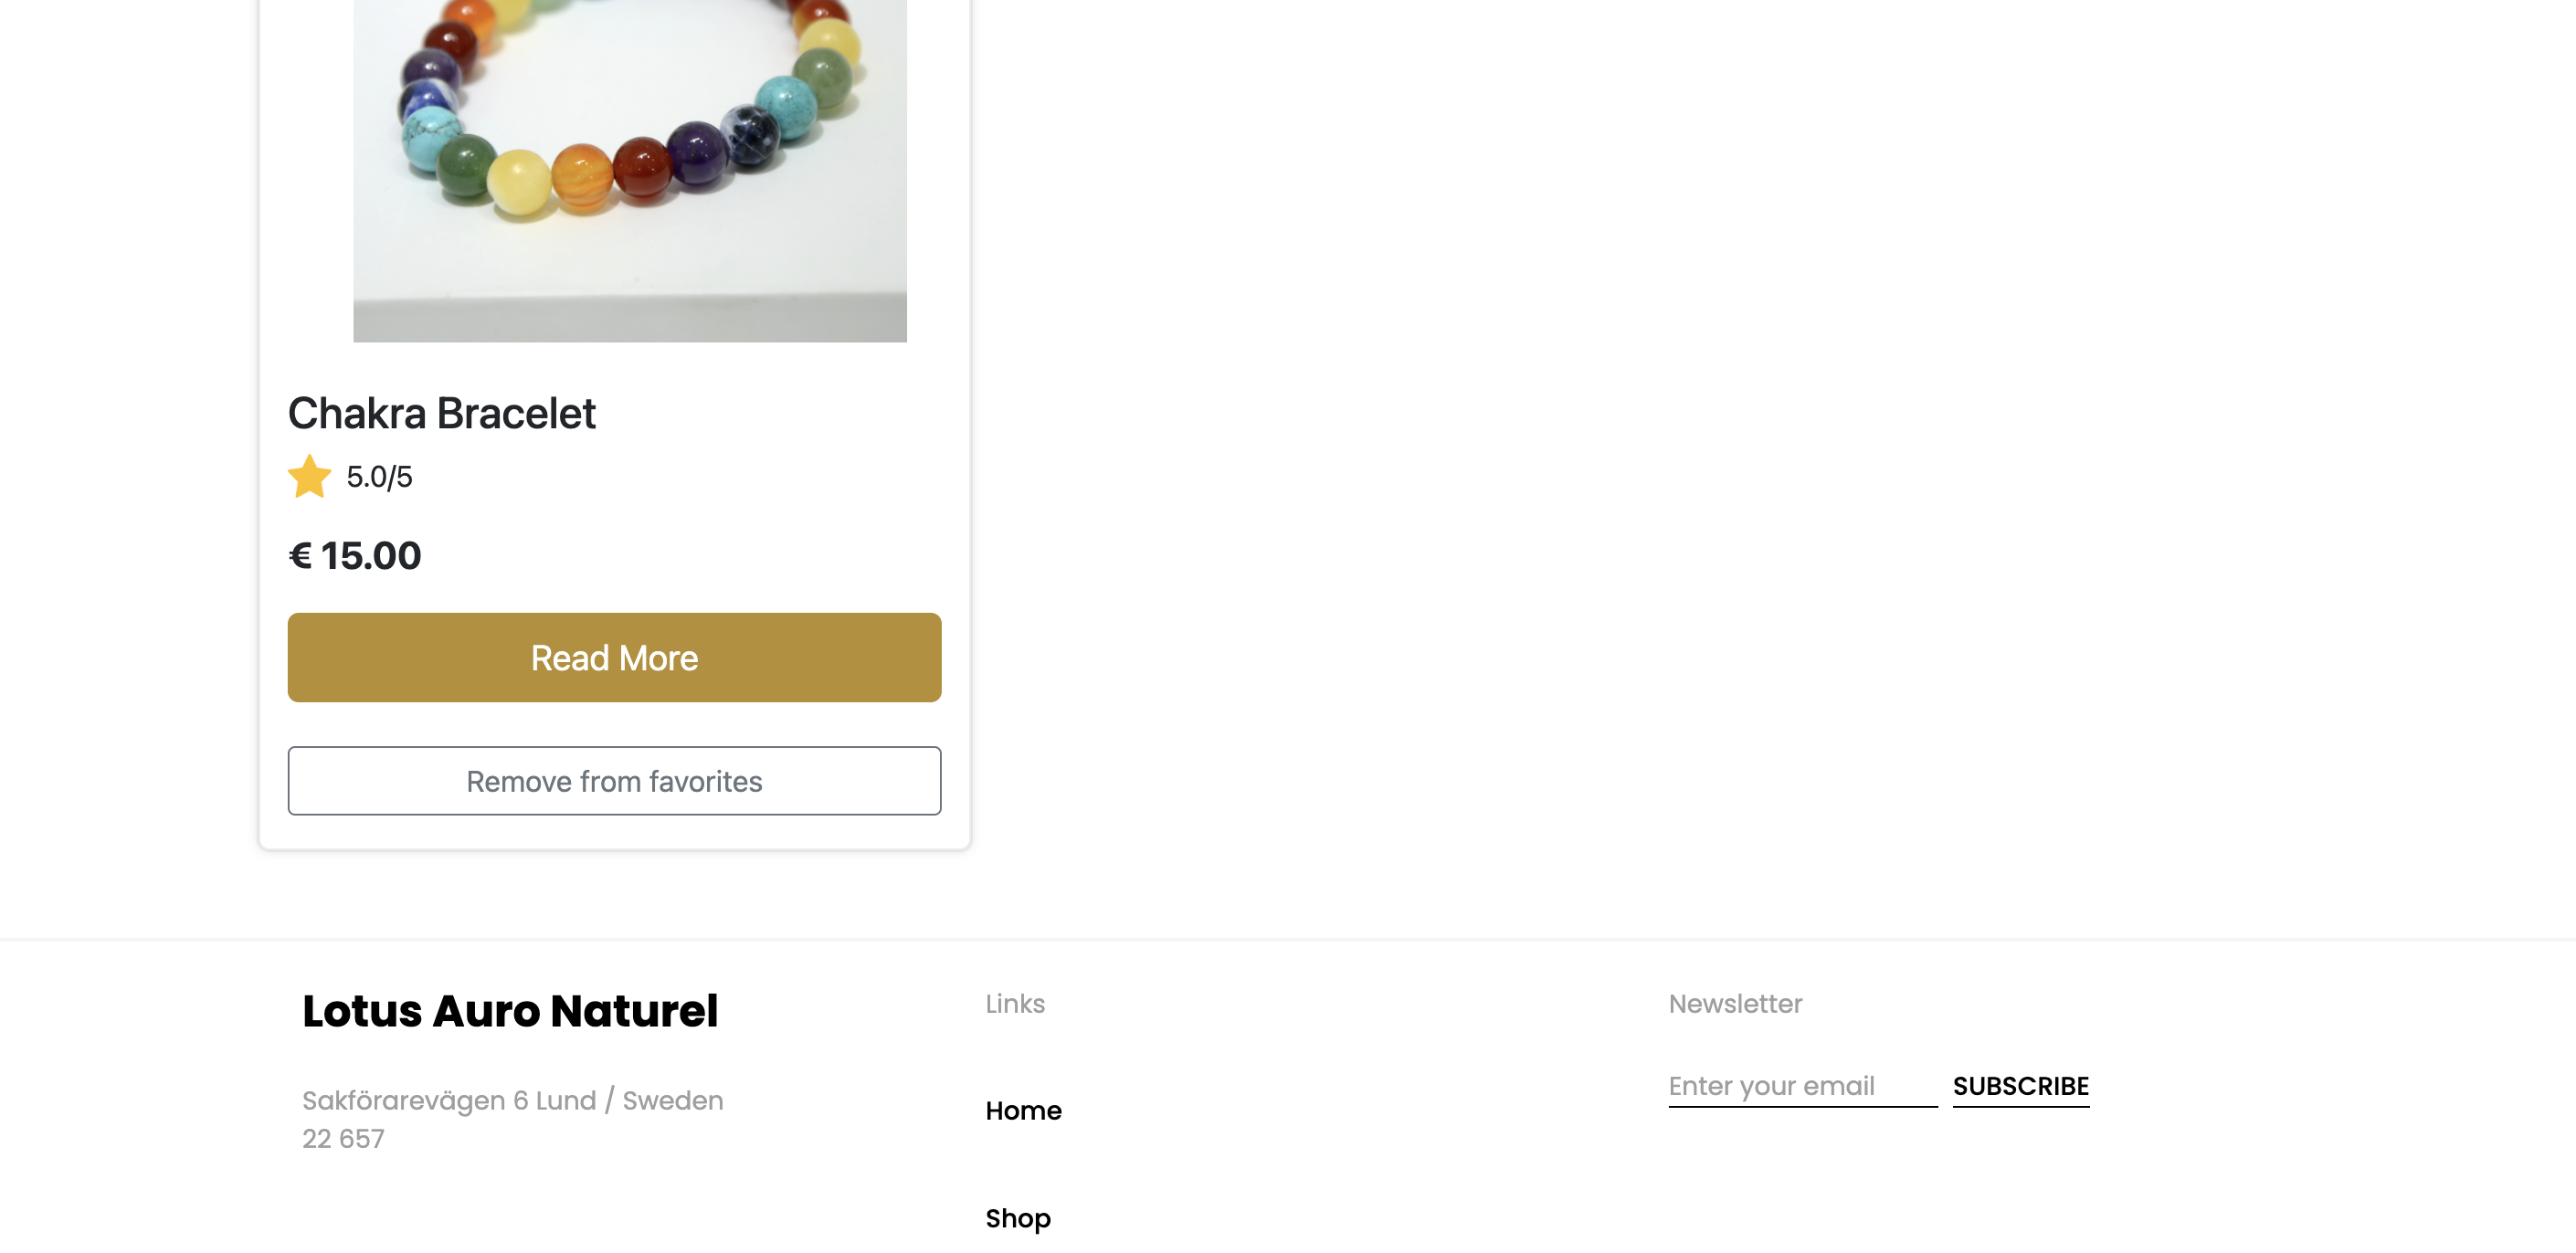 Chakra Bracelet
5.0/5
€ 15.00
Read More
Remove from favorites
Lotus Auro Naturel
Sakförarevägen 6 Lund / Sweden
22 657
Links
Home
Shop
Newsletter
Enter your email SUBSCRIBE